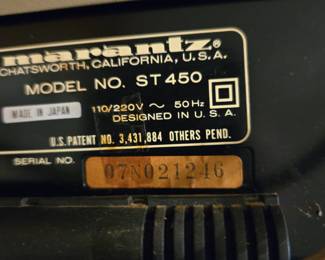 marantz®
CHATSWORTH, CALIFORNIA, U.S.A.
MODEL NO. ST 450
MADE IN JAPAN
110/220V ~ 50Hz
DESIGNED IN U.S.A.
U.S. PATENT NO. 3,431,884 OTHERS PEND.
SERIAL NO. 07N021246